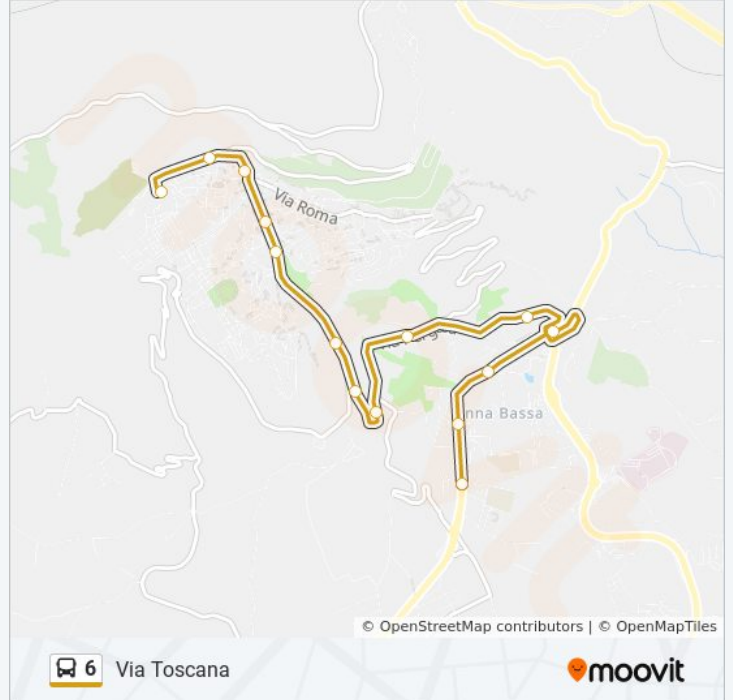 Via Roma
nna Bassa
© OpenStreetMap contributors | © OpenMapTiles
6 Via Toscana
moovit